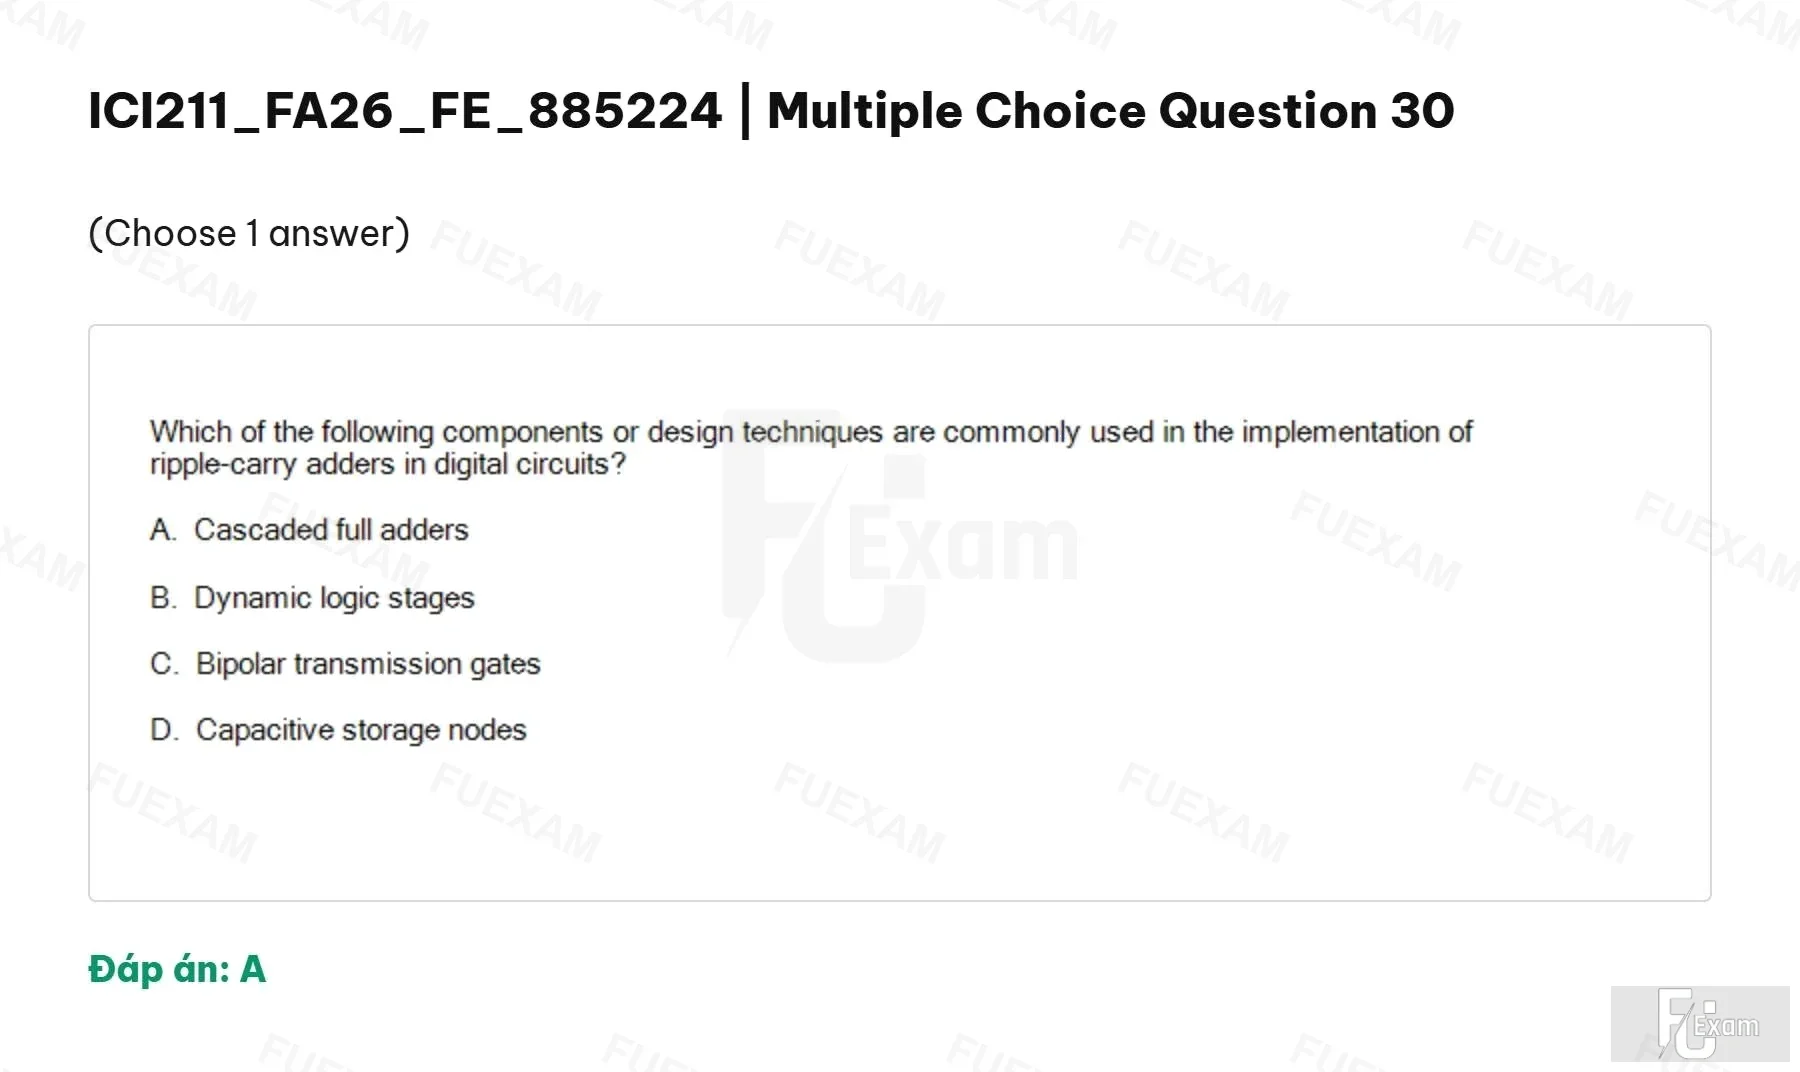 ICI211_FA26_FE_885224 | Multiple Choice Question 30
(Choose 1 answer)
Which of the following components or design techniques are commonly used in the implementation of
ripple-carry adders in digital circuits?
A. Cascaded full adders
B. Dynamic logic stages
C. Bipolar transmission gates
D. Capacitive storage nodes
Đáp án: A
FUEXAM
Exam